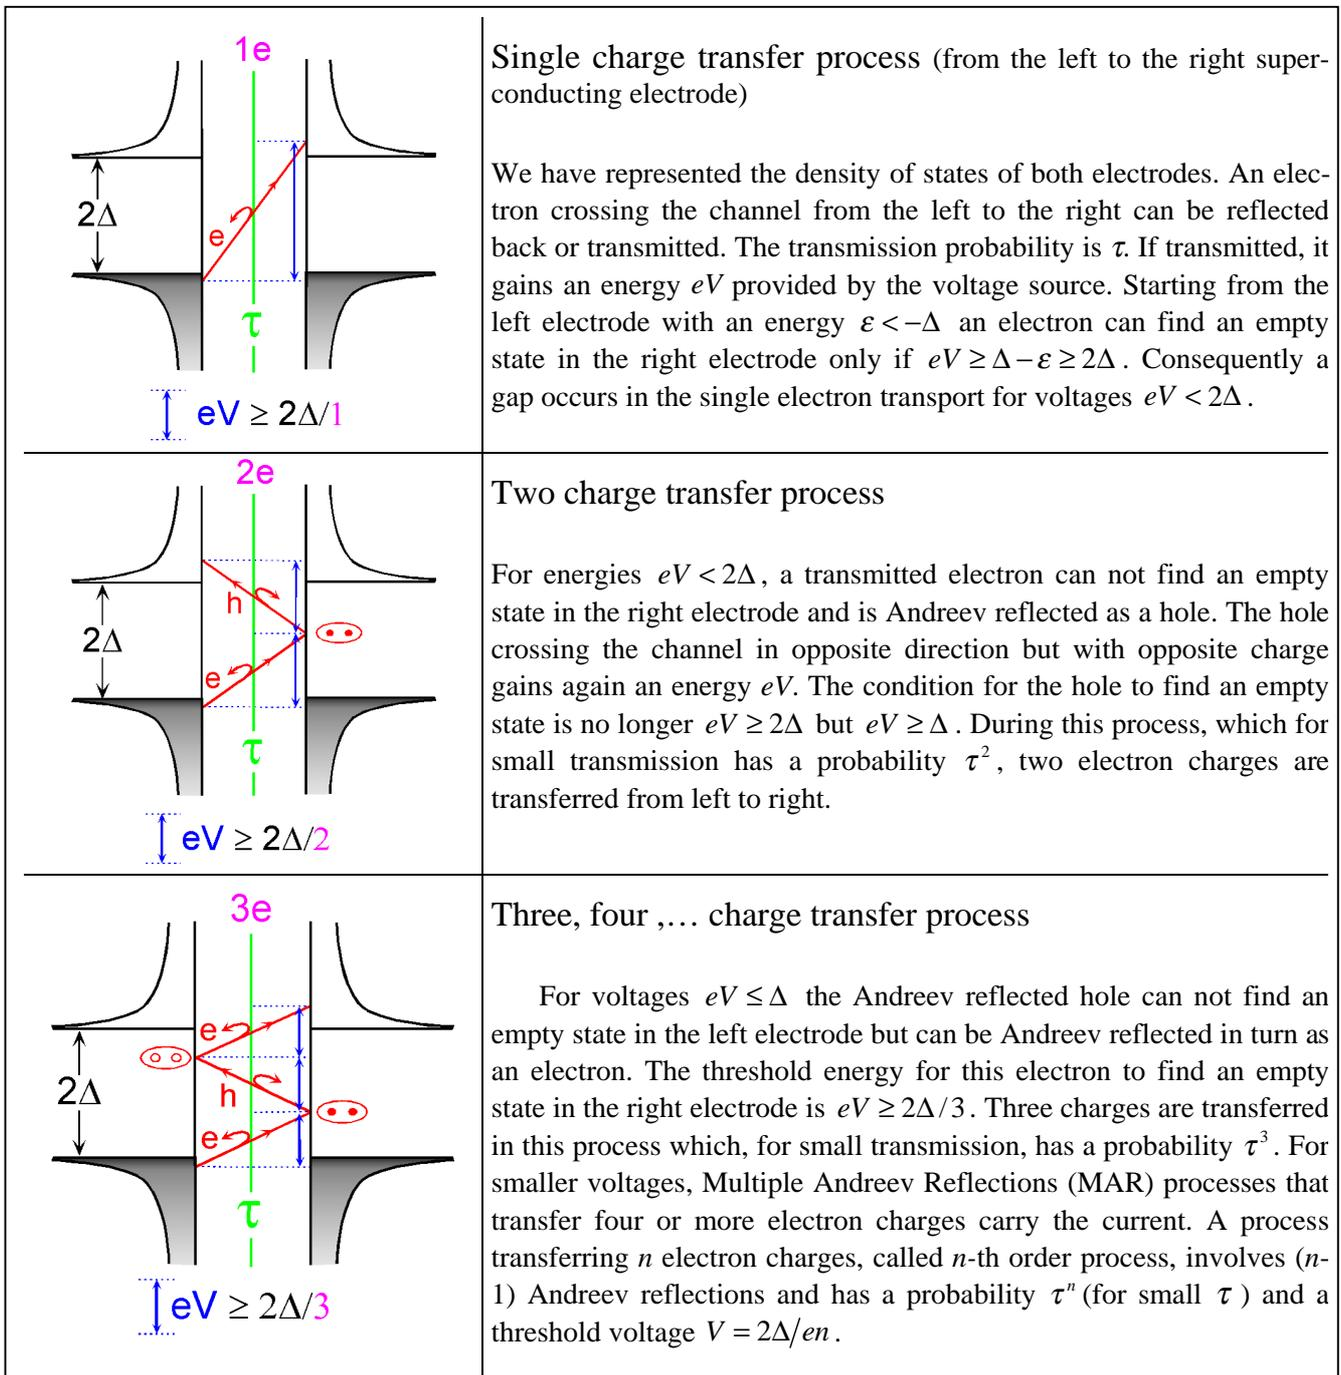 1e
2Δ
e
τ
eV ≥ 2Δ/1
Single charge transfer process (from the left to the right super-
conducting electrode)
We have represented the density of states of both electrodes. An elec-
tron crossing the channel from the left to the right can be reflected
back or transmitted. The transmission probability is τ. If transmitted, it
gains an energy eV provided by the voltage source. Starting from the
left electrode with an energy ε < −Δ an electron can find an empty
state in the right electrode only if eV ≥ Δ − ε ≥ 2Δ. Consequently a
gap occurs in the single electron transport for voltages eV < 2Δ.
2e
h
2Δ
e
τ
eV ≥ 2Δ/2
Two charge transfer process
For energies eV < 2Δ, a transmitted electron can not find an empty
state in the right electrode and is Andreev reflected as a hole. The hole
crossing the channel in opposite direction but with opposite charge
gains again an energy eV. The condition for the hole to find an empty
state is no longer eV ≥ 2Δ but eV ≥ Δ. During this process, which for
small transmission has a probability τ², two electron charges are
transferred from left to right.
3e
e
2Δ
h
e
τ
eV ≥ 2Δ/3
Three, four ,… charge transfer process
For voltages eV ≤ Δ the Andreev reflected hole can not find an
empty state in the left electrode but can be Andreev reflected in turn as
an electron. The threshold energy for this electron to find an empty
state in the right electrode is eV ≥ 2Δ/3. Three charges are transferred
in this process which, for small transmission, has a probability τ³. For
smaller voltages, Multiple Andreev Reflections (MAR) processes that
transfer four or more electron charges carry the current. A process
transferring n electron charges, called n-th order process, involves (n-
1) Andreev reflections and has a probability τⁿ (for small τ ) and a
threshold voltage V = 2Δ/en.